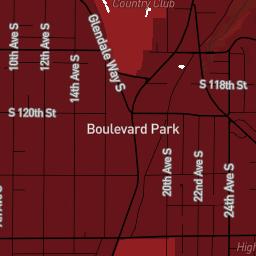 Country Club
10th Ave S
12th Ave S
14th Ave S
Glendale Way S
S 118th St
S 120th St
Boulevard Park
20th Ave S
22nd Ave S
24th Ave S